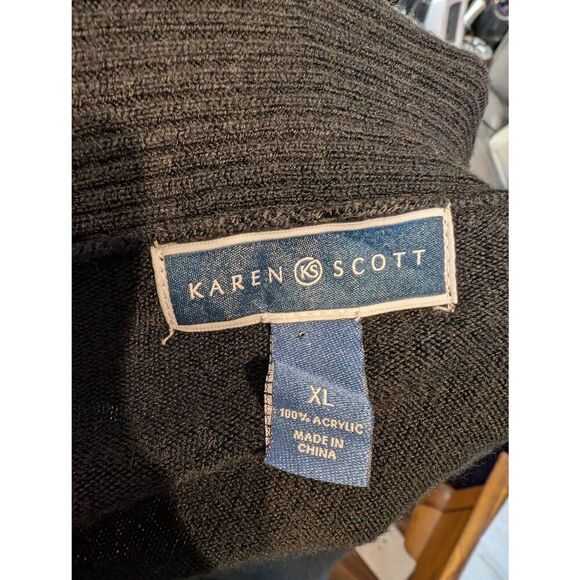 KAREN KS SCOTT
XL
100% ACRYLIC
MADE IN
CHINA